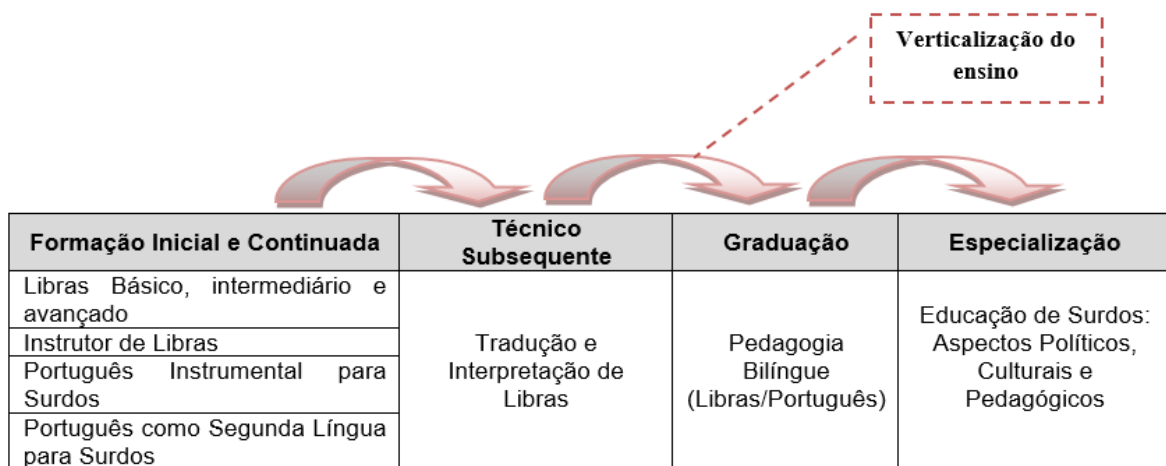 Verticalização do
ensino
Formação Inicial e Continuada
Técnico
Subsequente
Graduação
Especialização
Libras Básico, intermediário e
avançado
Instrutor de Libras
Português Instrumental para
Surdos
Português como Segunda Língua
para Surdos
Tradução e
Interpretação de
Libras
Pedagogia
Bilíngue
(Libras/Português)
Educação de Surdos:
Aspectos Políticos,
Culturais e
Pedagógicos